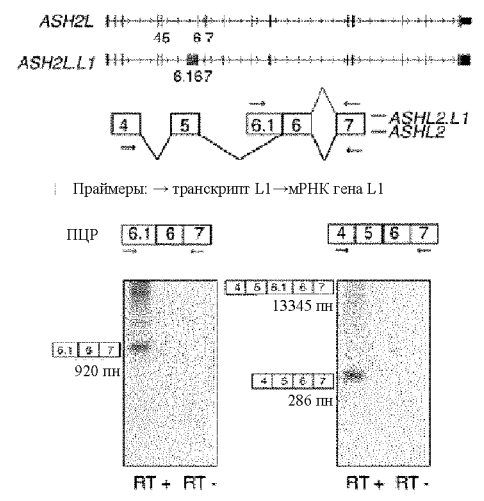 ASH2L
45 67
ASH2L.L1
6.167
4 5 6.1 6 7 ASHL2.L1
ASHL2
Праймеры: → транскрипт L1→мРНК гена L1
ПЦР 6.1 6 7 4 5 6 7
4 5 6.1 6 7
13345 пн
6.1 6 7
920 пн
4 5 6 7
286 пн
RT + RT - RT + RT -